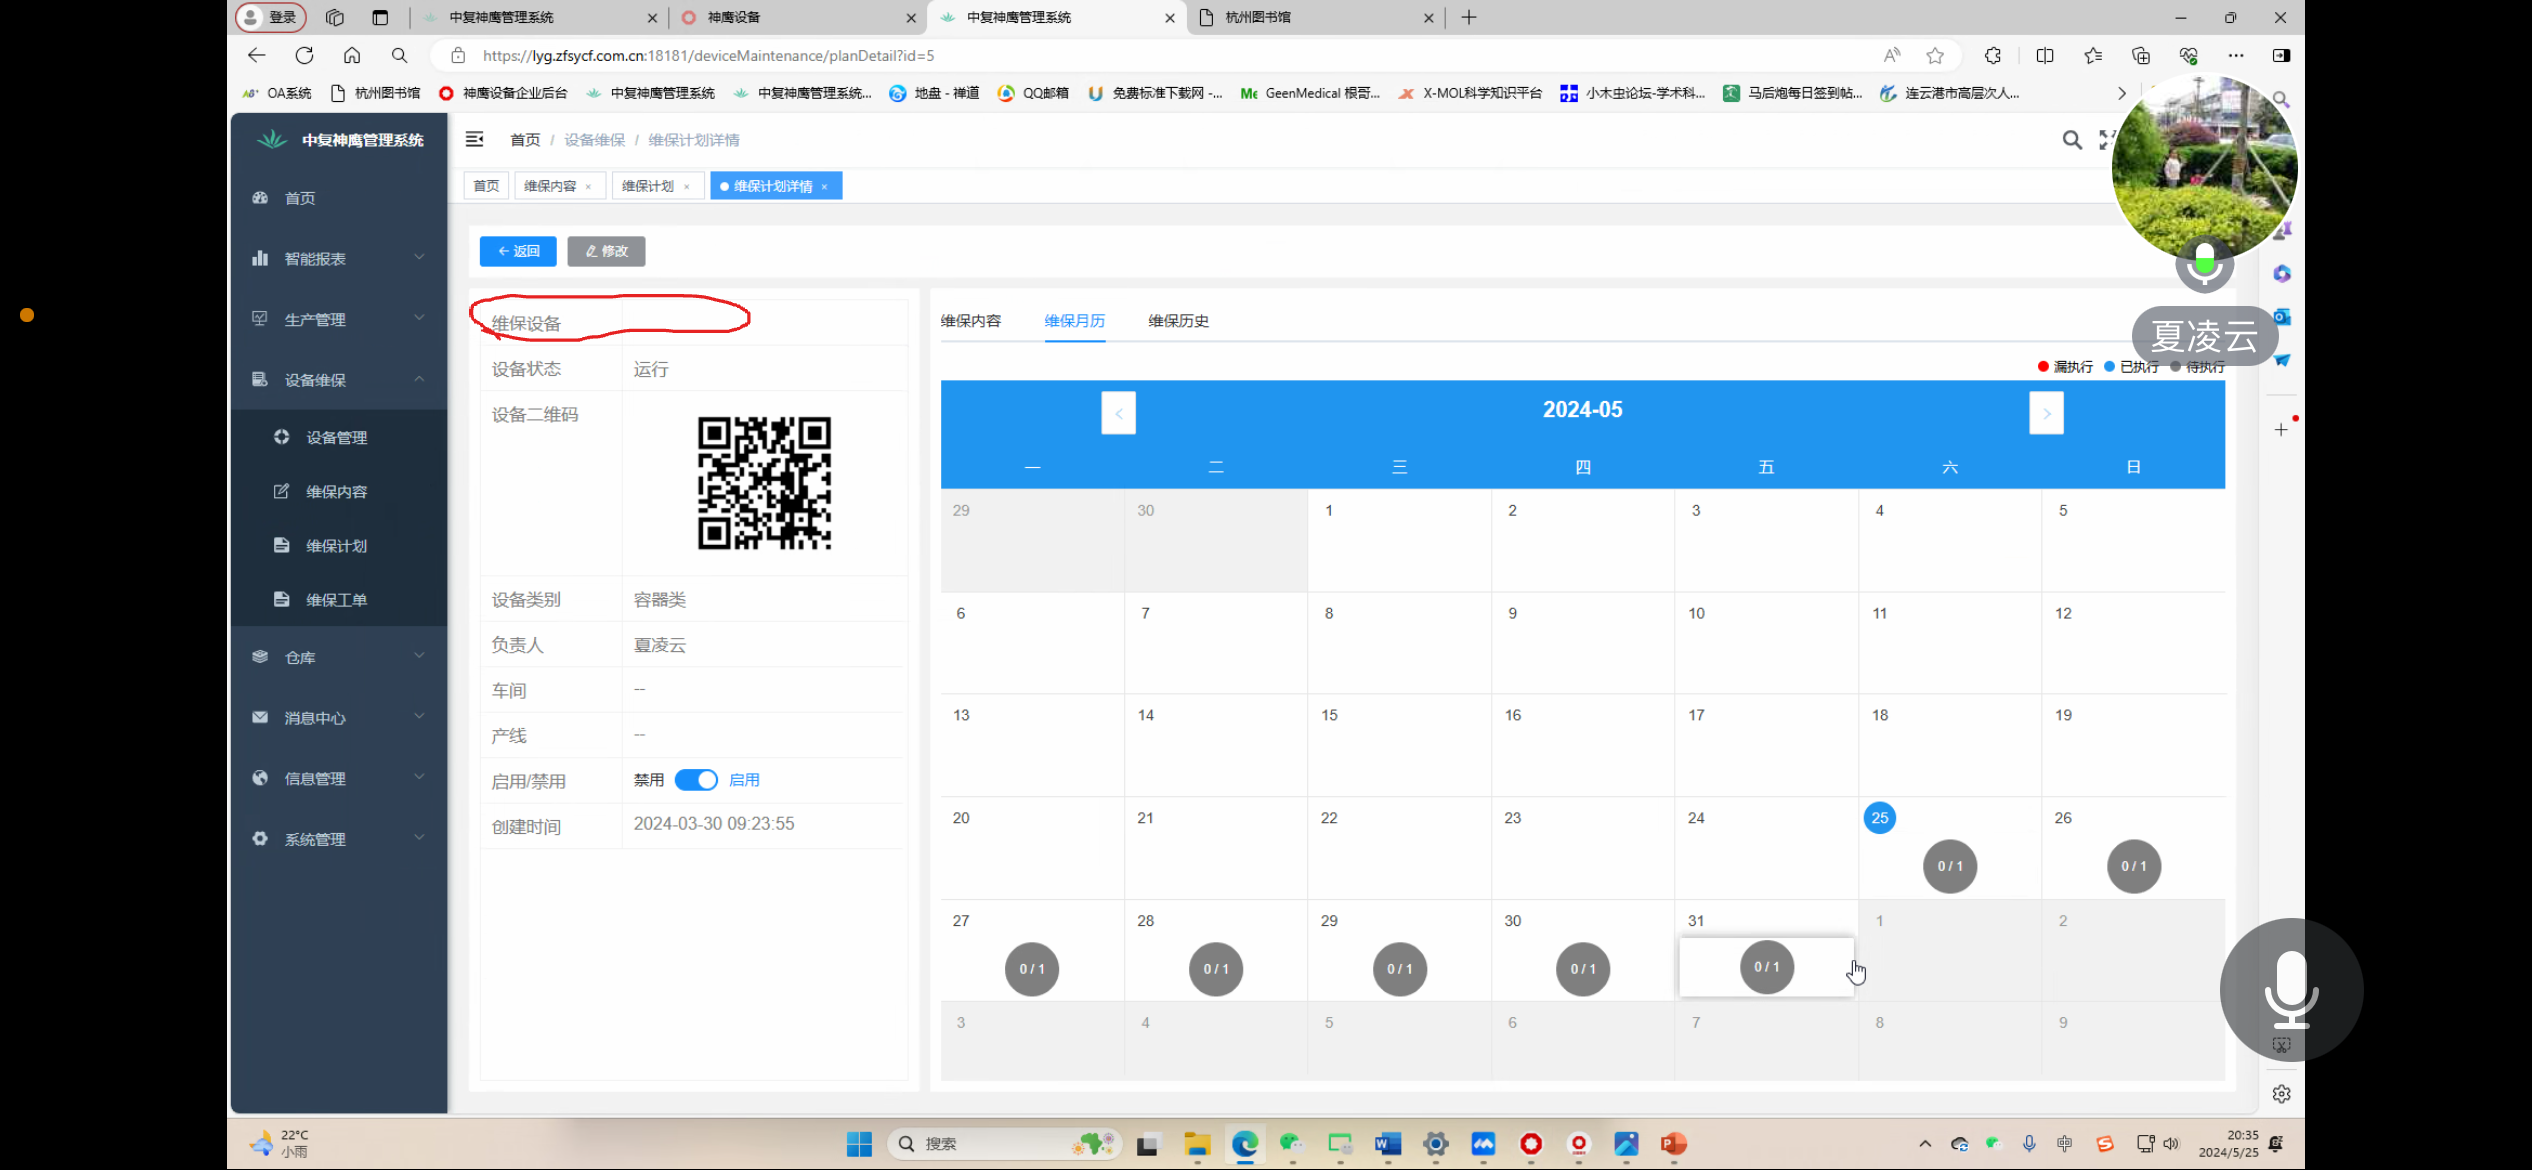 登录
中复神鹰管理系统
神鹰设备
中复神鹰管理系统
杭州图书馆
https://lyg.zfsycf.com.cn:18181/deviceMaintenance/planDetail?id=5
OA系统
杭州图书馆
神鹰设备企业后台
中复神鹰管理系统
中复神鹰管理系统...
地盘 - 禅道
QQ邮箱
免费标准下载网 -...
GeenMedical 根哥...
X-MOL科学知识平台
小木虫论坛-学术科...
马后炮每日签到帖...
连云港市高层次人...
中复神鹰管理系统
首页 / 设备维保 / 维保计划详情
首页
维保内容 ×
维保计划 ×
维保计划详情 ×
首页
智能报表
生产管理
设备维保
设备管理
维保内容
维保计划
维保工单
仓库
消息中心
信息管理
系统管理
返回
修改
维保设备
设备状态 运行
设备二维码
设备类别 容器类
负责人 夏凌云
车间 --
产线 --
启用/禁用 禁用 启用
创建时间 2024-03-30 09:23:55
维保内容 维保月历 维保历史
夏凌云
漏执行 已执行 待执行
< 2024-05 >
一 二 三 四 五 六 日
29 30 1 2 3 4 5
6 7 8 9 10 11 12
13 14 15 16 17 18 19
20 21 22 23 24 25 26
0 / 1 0 / 1
27 28 29 30 31 1 2
0 / 1 0 / 1 0 / 1 0 / 1 0 / 1
3 4 5 6 7 8 9
22°C
小雨
搜索
中
20:35
2024/5/25